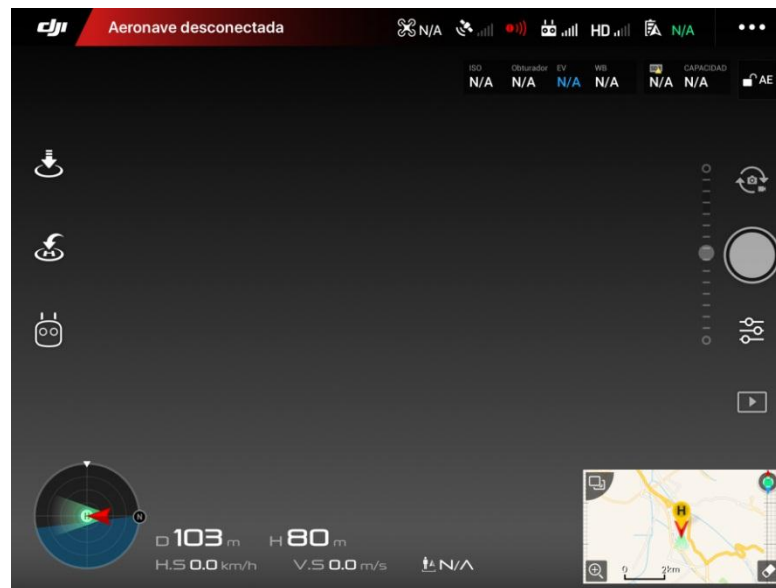 dji Aeronave desconectada N/A HD N/A
ISO Obturador EV WB CAPACIDAD
N/A N/A N/A N/A N/A N/A AE
H
N
D 103 m H 80 m
H.S 0.0 km/h V.S 0.0 m/s N/A
H
0 2km